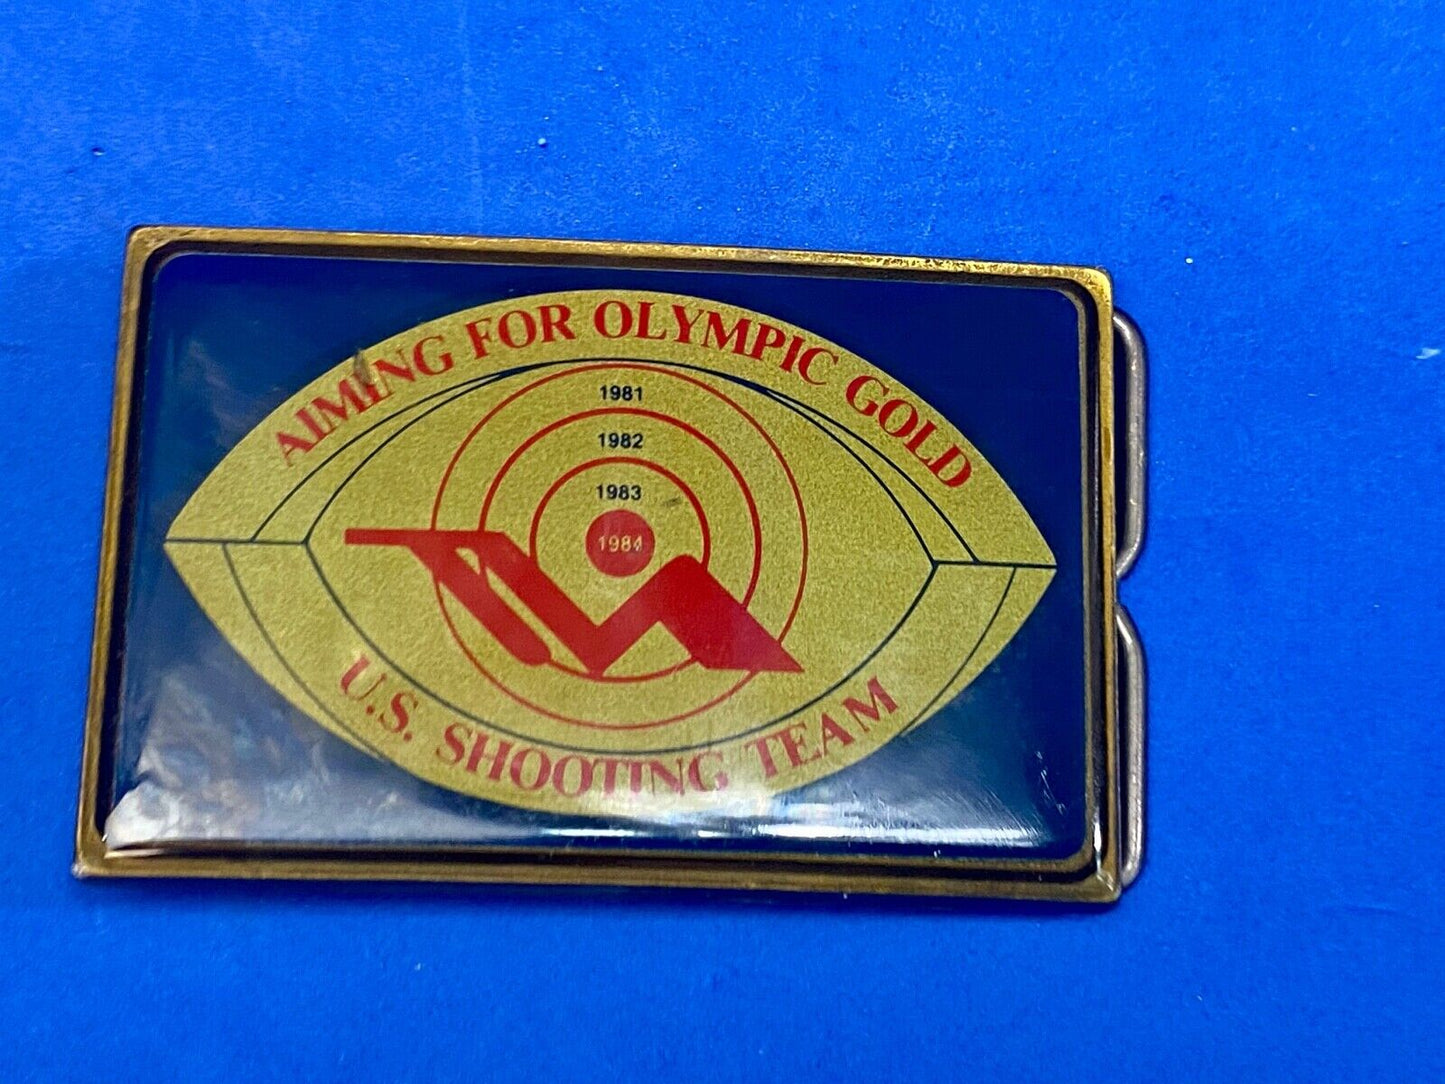 AIMING FOR OLYMPIC GOLD
1981
1982
1983
1984
U.S. SHOOTING TEAM